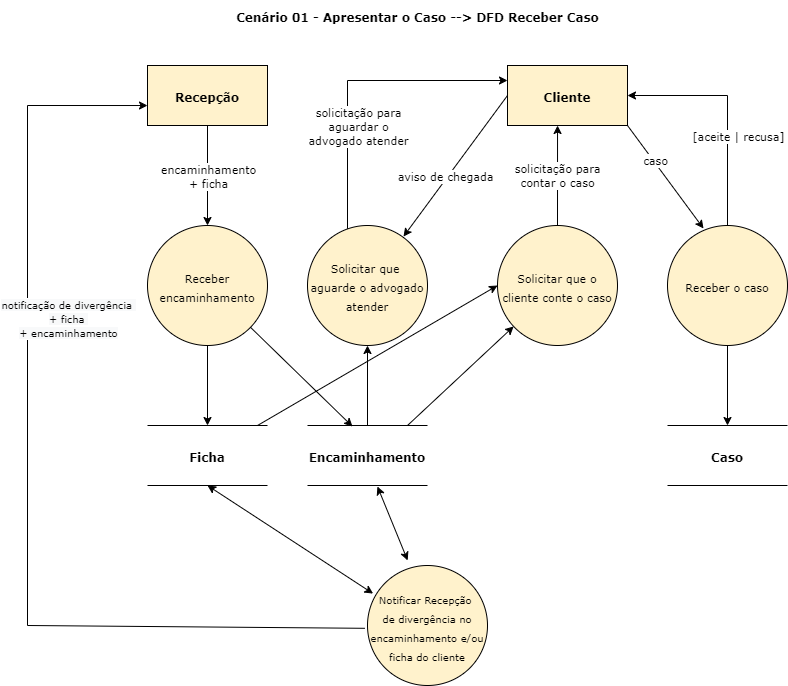 Cenário 01 - Apresentar o Caso --> DFD Receber Caso
Recepção
Cliente
solicitação para
aguardar o
advogado atender
[aceite | recusa]
encaminhamento
+ ficha
aviso de chegada
solicitação para
contar o caso
caso
Receber
encaminhamento
Solicitar que
aguarde o advogado
atender
Solicitar que o
cliente conte o caso
Receber o caso
notificação de divergência
+ ficha
+ encaminhamento
Ficha
Encaminhamento
Caso
Notificar Recepção
de divergência no
encaminhamento e/ou
ficha do cliente